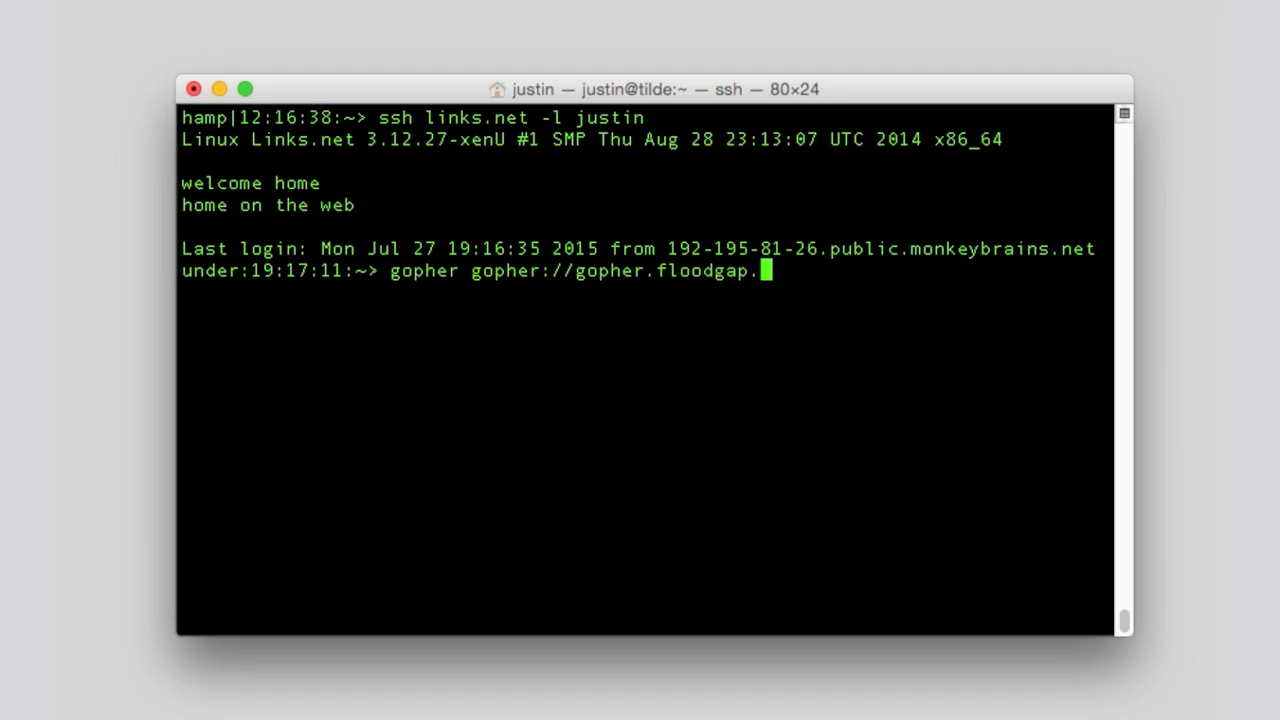 justin — justin@tilde:~ — ssh — 80×24
hamp|12:16:38:~> ssh links.net -l justin
Linux Links.net 3.12.27-xenU #1 SMP Thu Aug 28 23:13:07 UTC 2014 x86_64
welcome home
home on the web
Last login: Mon Jul 27 19:16:35 2015 from 192-195-81-26.public.monkeybrains.net
under:19:17:11:~> gopher gopher://gopher.floodgap.